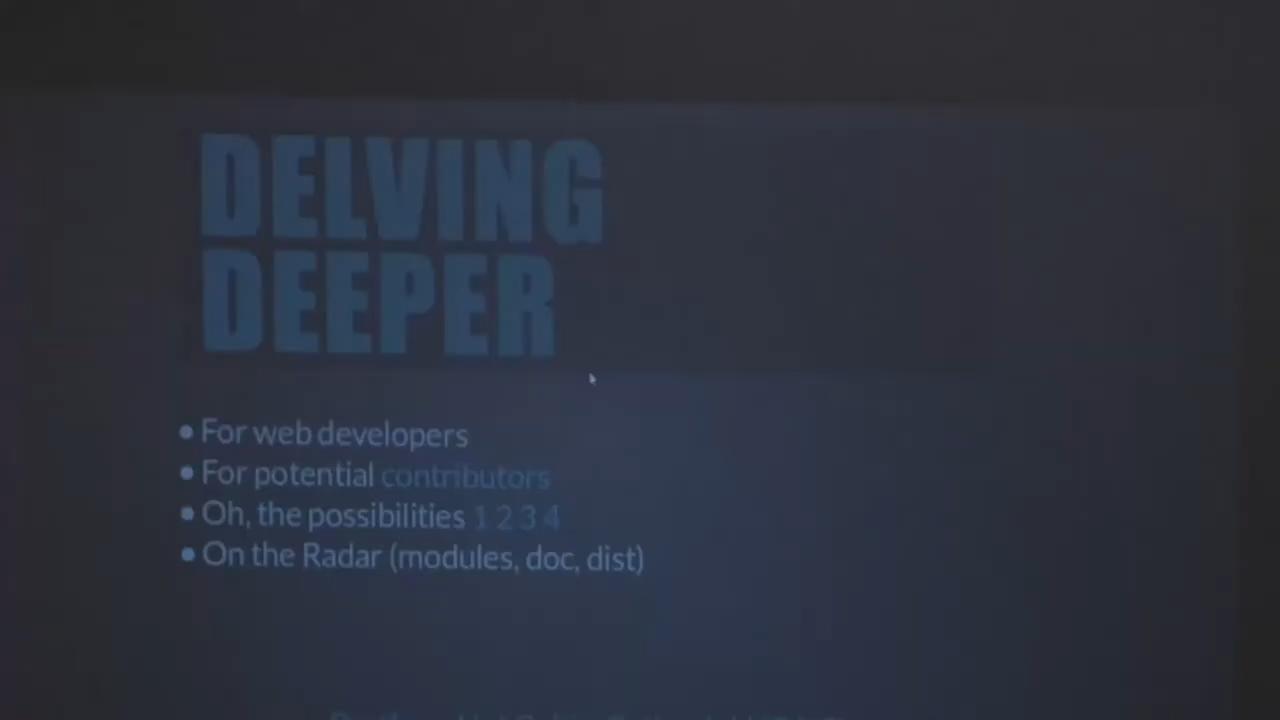 DELVING
DEEPER
• For web developers
• For potential contributors
• Oh, the possibilities 1 2 3 4
• On the Radar (modules, doc, dist)